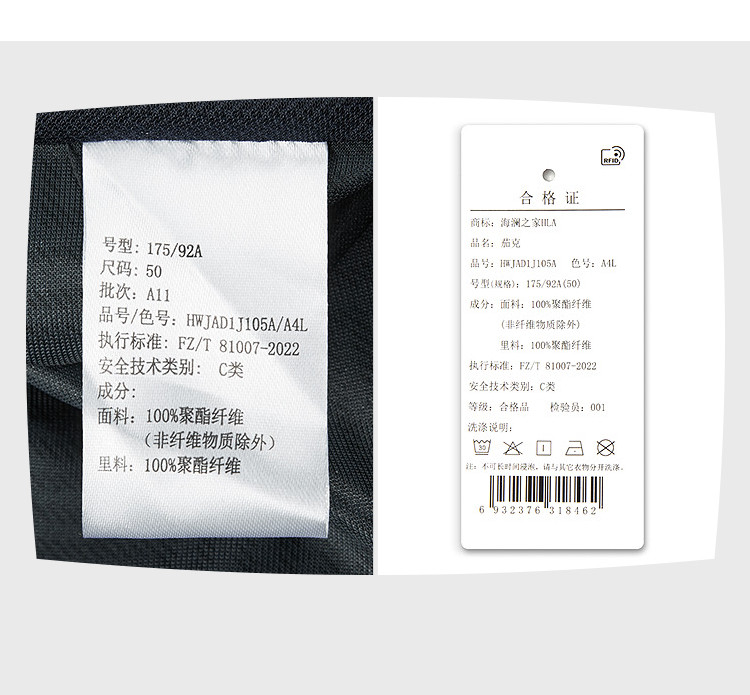 号型: 175/92A
尺码: 50
批次: A11
品号/色号: HWJAD1J105A/A4L
执行标准: FZ/T 81007-2022
安全技术类别: C类
成分:
面料: 100%聚酯纤维
(非纤维物质除外)
里料: 100%聚酯纤维
RFID
合格证
商标: 海澜之家HLA
品名: 茄克
品号: HWJAD1J105A 色号: A4L
号型(规格): 175/92A(50)
成分: 面料: 100%聚酯纤维
(非纤维物质除外)
里料: 100%聚酯纤维
执行标准: FZ/T 81007-2022
安全技术类别: C类
等级: 合格品 检验员: 001
洗涤说明:
30
注: 不可长时间浸泡, 请与其它衣物分开洗涤.
6 932376 318462